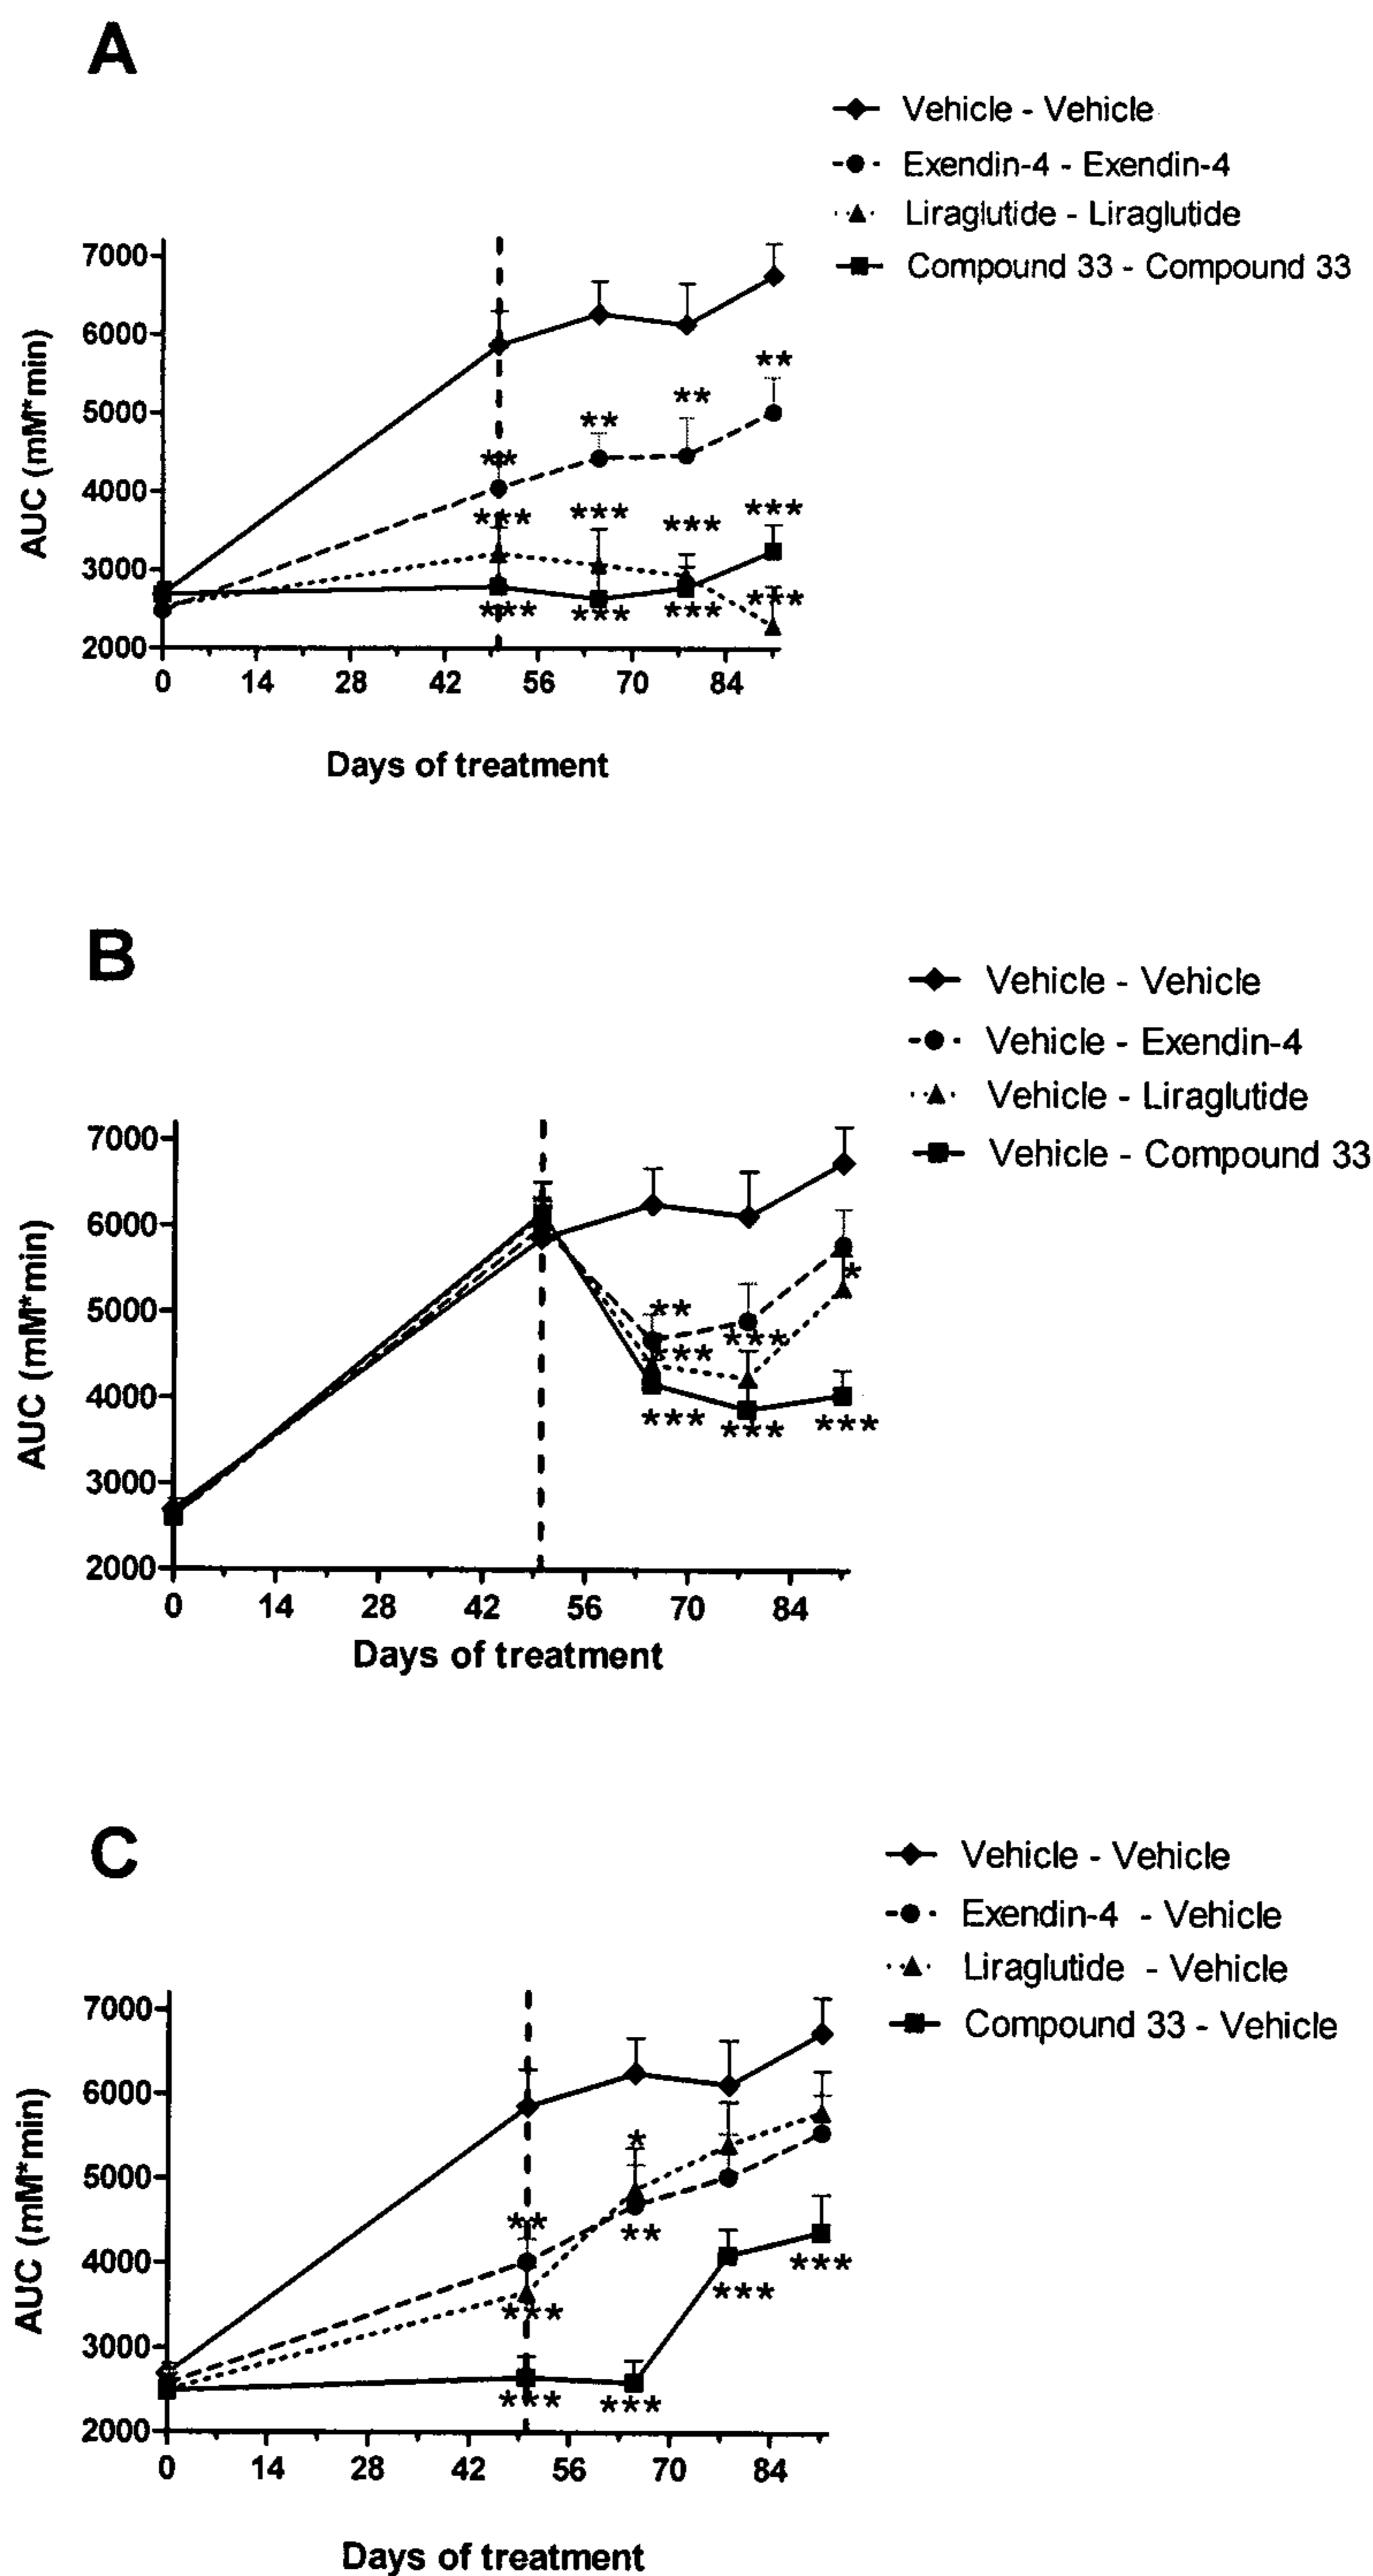 A
Vehicle - Vehicle
Exendin-4 - Exendin-4
Liraglutide - Liraglutide
Compound 33 - Compound 33
7000
6000
5000
4000
3000
2000
AUC (mM*min)
**
**
**
**
***
***
***
***
***
***
***
***
0 14 28 42 56 70 84
Days of treatment
B
Vehicle - Vehicle
Vehicle - Exendin-4
Vehicle - Liraglutide
Vehicle - Compound 33
7000
6000
5000
4000
3000
2000
AUC (mM*min)
*
**
***
***
***
***
***
0 14 28 42 56 70 84
Days of treatment
C
Vehicle - Vehicle
Exendin-4 - Vehicle
Liraglutide - Vehicle
Compound 33 - Vehicle
7000
6000
5000
4000
3000
2000
AUC (mM*min)
*
**
**
***
***
***
***
***
0 14 28 42 56 70 84
Days of treatment